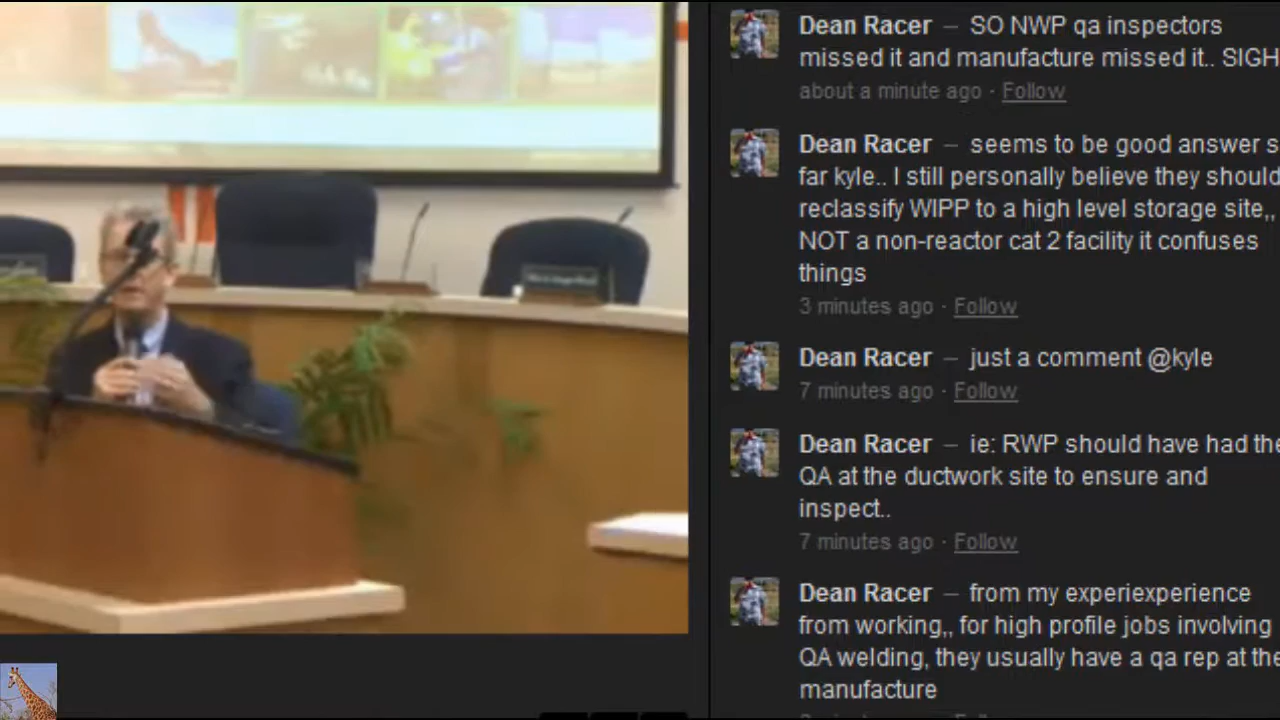 Dean Racer — SO NWP qa inspectors
missed it and manufacture missed it.. SIGH
about a minute ago · Follow
Dean Racer — seems to be good answer s
far kyle.. I still personally believe they should
reclassify WIPP to a high level storage site,,
NOT a non-reactor cat 2 facility it confuses
things
3 minutes ago · Follow
Dean Racer — just a comment @kyle
7 minutes ago · Follow
Dean Racer — ie: RWP should have had the
QA at the ductwork site to ensure and
inspect..
7 minutes ago · Follow
Dean Racer — from my experiexperience
from working,, for high profile jobs involving
QA welding, they usually have a qa rep at the
manufacture